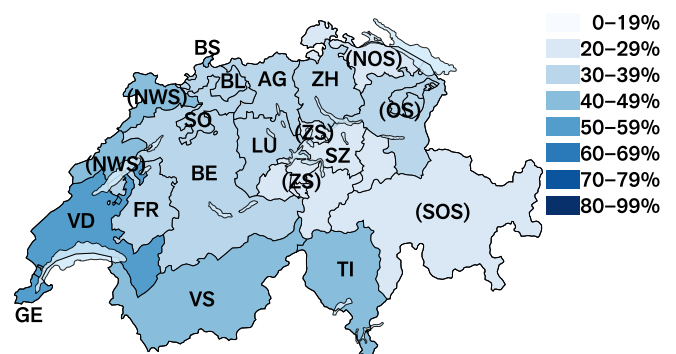 BS
(NOS)
0–19%
20–29%
30–39%
40–49%
50–59%
60–69%
70–79%
80–99%
BL
AG
ZH
(NWS)
(OS)
SO
(ZS)
LU
SZ
(NWS)
BE
(ZS)
FR
VD
(SOS)
TI
VS
GE